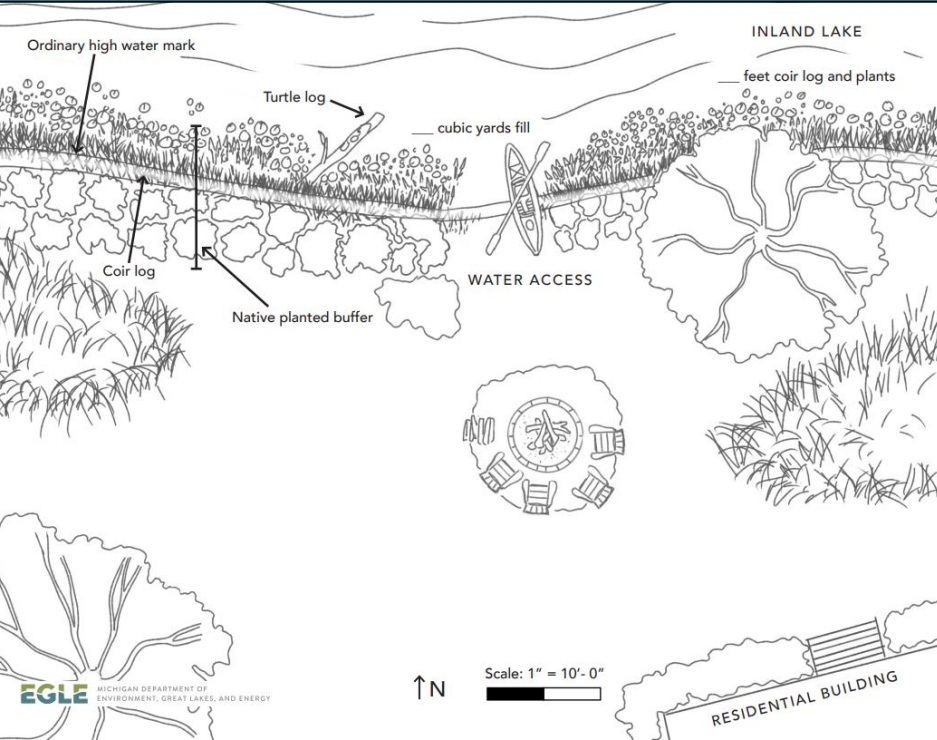 INLAND LAKE
Ordinary high water mark
___ feet coir log and plants
Turtle log
___ cubic yards fill
Coir log
WATER ACCESS
Native planted buffer
Scale: 1" = 10'- 0"
↑N
EGLE
MICHIGAN DEPARTMENT OF
ENVIRONMENT, GREAT LAKES, AND ENERGY
RESIDENTIAL BUILDING